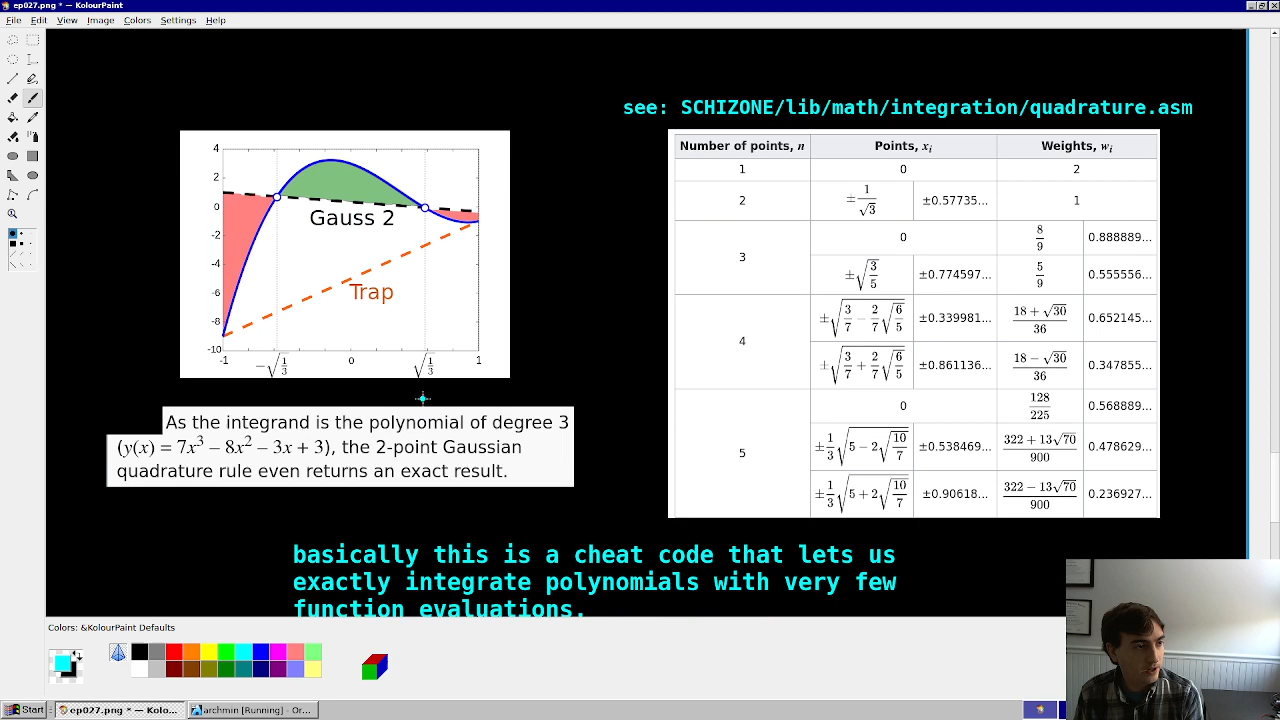 ep027.png * — KolourPaint
File Edit View Image Colors Settings Help
see: SCHIZONE/lib/math/integration/quadrature.asm
4
2
0
-2
-4
-6
-8
-10
Gauss 2
Trap
-1 −√(1/3) 0 √(1/3) 1
As the integrand is the polynomial of degree 3
(y(x) = 7x³ − 8x² − 3x + 3), the 2-point Gaussian
quadrature rule even returns an exact result.
Number of points, n Points, xᵢ Weights, wᵢ
1 0 2
2 ±1/√3 ±0.57735... 1
3 0 8/9 0.888889...
±√(3/5) ±0.774597... 5/9 0.555556...
4 ±√(3/7 − 2/7√(6/5)) ±0.339981... (18 + √30)/36 0.652145...
±√(3/7 + 2/7√(6/5)) ±0.861136... (18 − √30)/36 0.347855...
5 0 128/225 0.568889...
±1/3√(5 − 2√(10/7)) ±0.538469... (322 + 13√70)/900 0.478629...
±1/3√(5 + 2√(10/7)) ±0.90618... (322 − 13√70)/900 0.236927...
basically this is a cheat code that lets us
exactly integrate polynomials with very few
function evaluations.
Colors: &KolourPaint Defaults
Start ep027.png * — Kolo... archmin [Running] - Or...